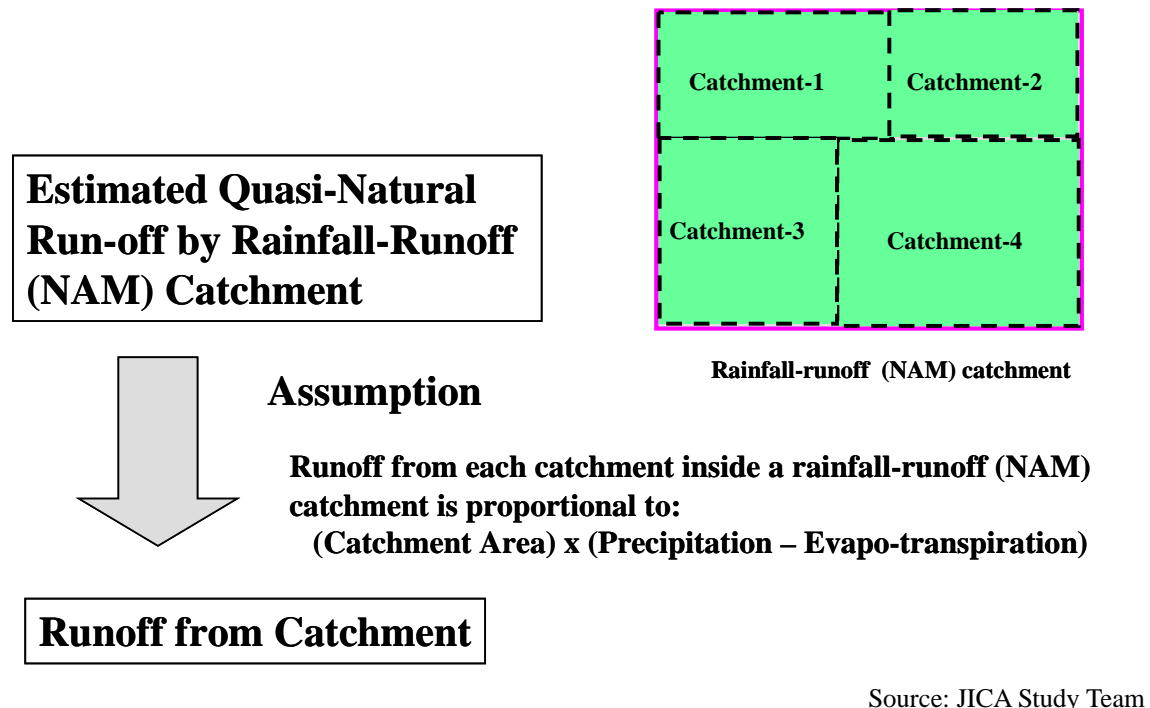 Catchment-1
Catchment-2
Catchment-3
Catchment-4
Rainfall-runoff (NAM) catchment
Estimated Quasi-Natural
Run-off by Rainfall-Runoff
(NAM) Catchment
Assumption
Runoff from each catchment inside a rainfall-runoff (NAM)
catchment is proportional to:
(Catchment Area) x (Precipitation – Evapo-transpiration)
Runoff from Catchment
Source: JICA Study Team